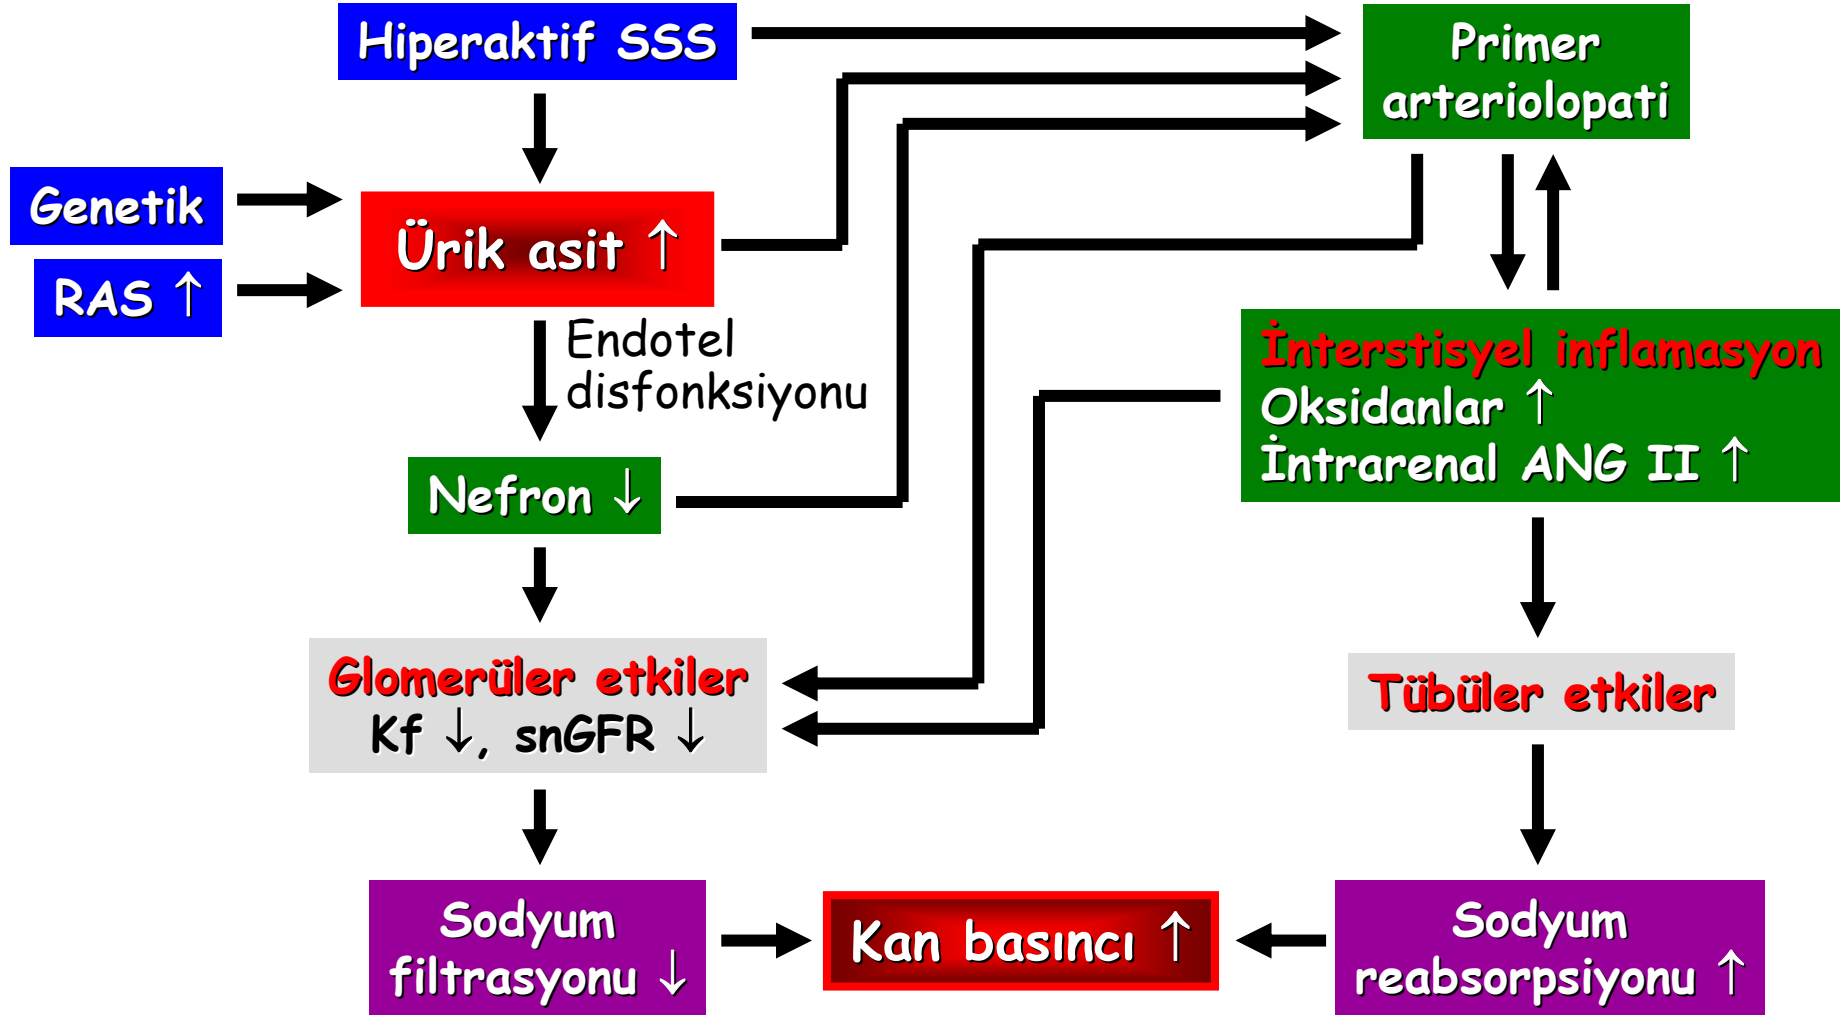 Hiperaktif SSS
Primer
arteriolopati
Genetik
Ürik asit ↑
RAS ↑
Endotel
disfonksiyonu
İnterstisyel inflamasyon
Oksidanlar ↑
İntrarenal ANG II ↑
Nefron ↓
Glomerüler etkiler
Kf ↓, snGFR ↓
Tübüler etkiler
Sodyum
filtrasyonu ↓
Kan basıncı ↑
Sodyum
reabsorpsiyonu ↑